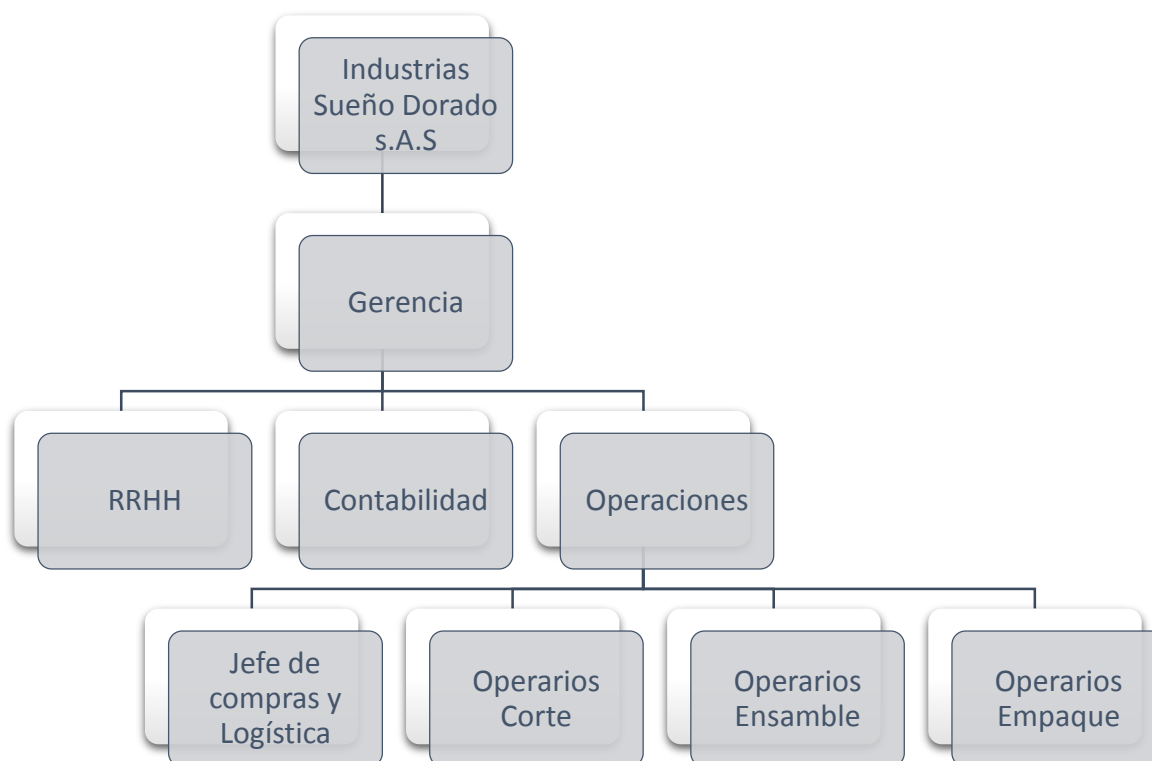 Industrias
Sueño Dorado
s.A.S
Gerencia
RRHH
Contabilidad
Operaciones
Jefe de
compras y
Logística
Operarios
Corte
Operarios
Ensamble
Operarios
Empaque